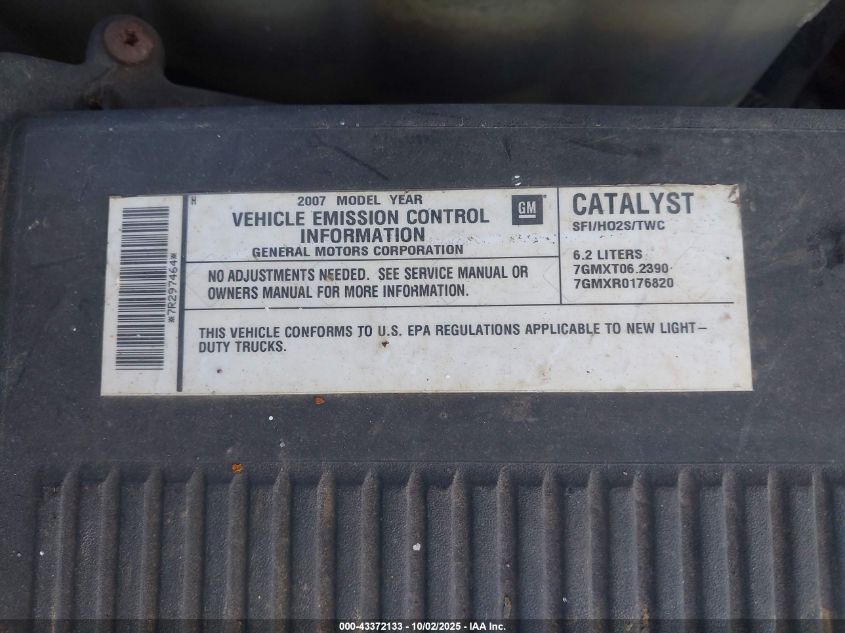 *7R297464*
H
2007 MODEL YEAR
VEHICLE EMISSION CONTROL
INFORMATION
GENERAL MOTORS CORPORATION
GM
CATALYST
SFI/HO2S/TWC
NO ADJUSTMENTS NEEDED. SEE SERVICE MANUAL OR
OWNERS MANUAL FOR MORE INFORMATION.
6.2 LITERS
7GMXT06.2390
7GMXR0176820
THIS VEHICLE CONFORMS TO U.S. EPA REGULATIONS APPLICABLE TO NEW LIGHT-
DUTY TRUCKS.
000-43372133 - 10/02/2025 - IAA Inc.